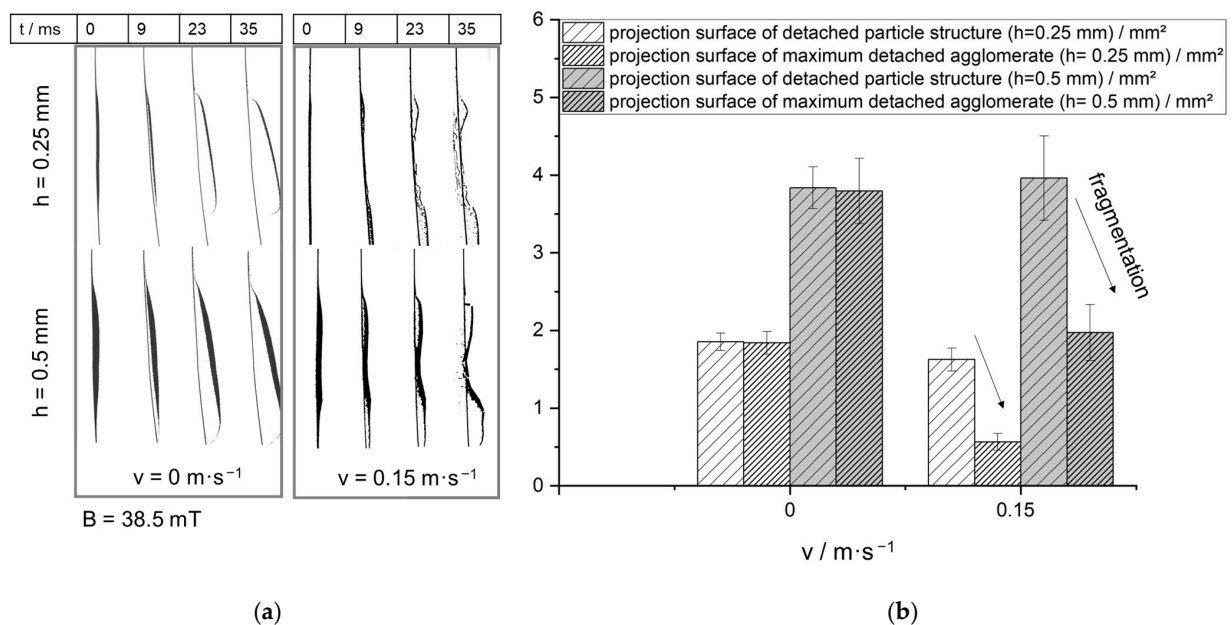 t / ms 0 9 23 35 0 9 23 35
h = 0.25 mm
h = 0.5 mm
v = 0 m·s⁻¹ v = 0.15 m·s⁻¹
B = 38.5 mT
(a)
6
5
4
3
2
1
0
projection surface of detached particle structure (h=0.25 mm) / mm²
projection surface of maximum detached agglomerate (h= 0.25 mm) / mm²
projection surface of detached particle structure (h=0.5 mm) / mm²
projection surface of maximum detached agglomerate (h= 0.5 mm) / mm²
fragmentation
0 0.15
v / m·s⁻¹
(b)